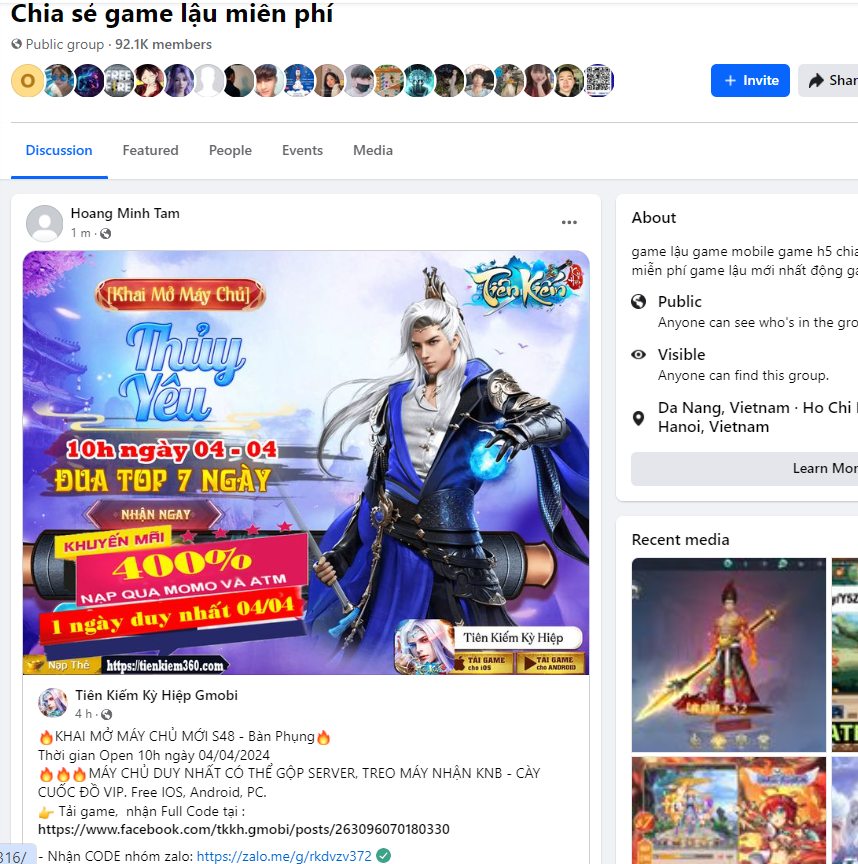 Chia sẻ game lậu miên phí
Public group · 92.1K members
Invite
Shar
Discussion
Featured
People
Events
Media
Hoang Minh Tam
1 m
[Khai Mở Máy Chủ]
Tiên Kiếm
Thủy
Yêu
10h ngày 04 - 04
ĐUA TOP 7 NGÀY
NHẬN NGAY
KHUYẾN MÃI
400%
NẠP QUA MOMO VÀ ATM
1 ngày duy nhất 04/04
Nạp Thẻ
https://tienkiem360.com
Tiên Kiếm Kỳ Hiệp
TẢI GAME
cho iOS
TẢI GAME
cho ANDROID
Tiên Kiếm Kỳ Hiệp Gmobi
4 h
🔥KHAI MỞ MÁY CHỦ MỚI S48 - Bàn Phụng🔥
Thời gian Open 10h ngày 04/04/2024
🔥🔥🔥MÁY CHỦ DUY NHẤT CÓ THỂ GỘP SERVER, TREO MÁY NHẬN KNB - CÀY
CUỐC ĐỒ VIP. Free IOS, Android, PC.
👉 Tải game, nhận Full Code tại :
https://www.facebook.com/tkkh.gmobi/posts/263096070180330
- Nhận CODE nhóm zalo: https://zalo.me/g/rkdvzv372 ✅
316/
About
game lậu game mobile game h5 chia
miễn phí game lậu mới nhất động ga
Public
Anyone can see who's in the gro
Visible
Anyone can find this group.
Da Nang, Vietnam · Ho Chi
Hanoi, Vietnam
Learn Mor
Recent media